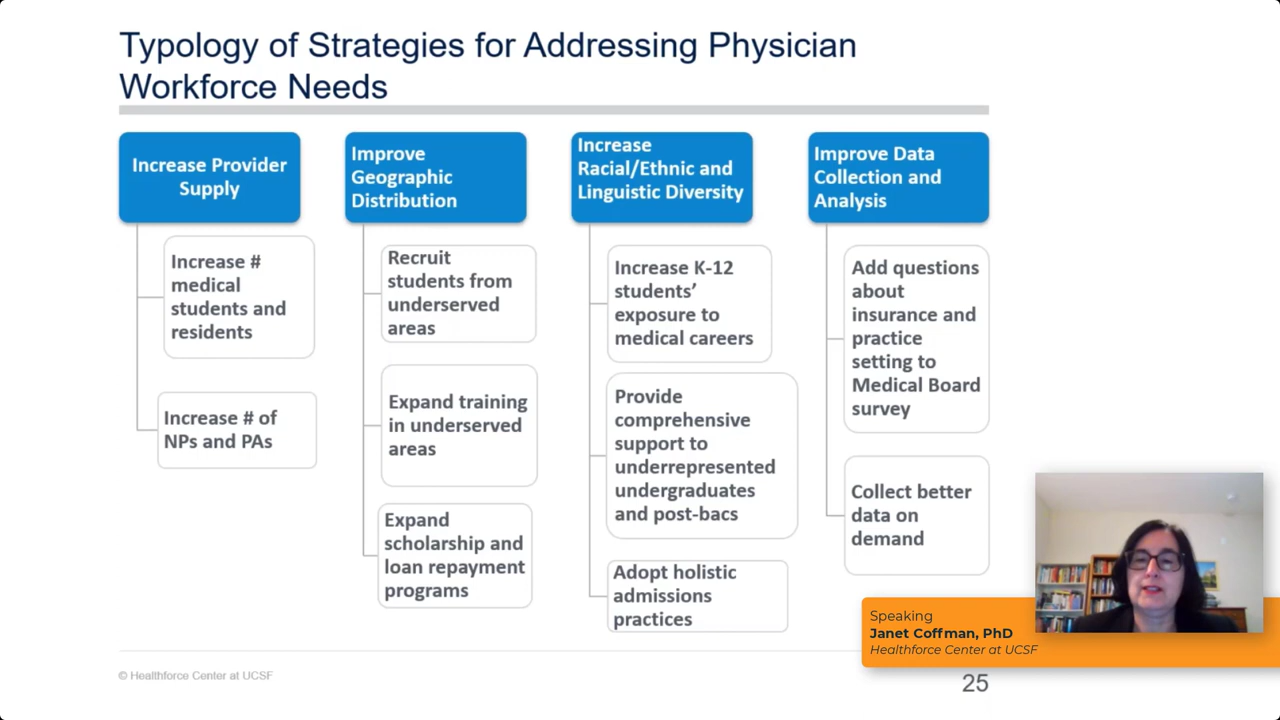 Typology of Strategies for Addressing Physician
Workforce Needs
Increase Provider
Supply
Increase #
medical
students and
residents
Increase # of
NPs and PAs
Improve
Geographic
Distribution
Recruit
students from
underserved
areas
Expand training
in underserved
areas
Expand
scholarship and
loan repayment
programs
Increase
Racial/Ethnic and
Linguistic Diversity
Increase K-12
students’
exposure to
medical careers
Provide
comprehensive
support to
underrepresented
undergraduates
and post-bacs
Adopt holistic
admissions
practices
Improve Data
Collection and
Analysis
Add questions
about
insurance and
practice
setting to
Medical Board
survey
Collect better
data on
demand
Speaking
Janet Coffman, PhD
Healthforce Center at UCSF
© Healthforce Center at UCSF
25